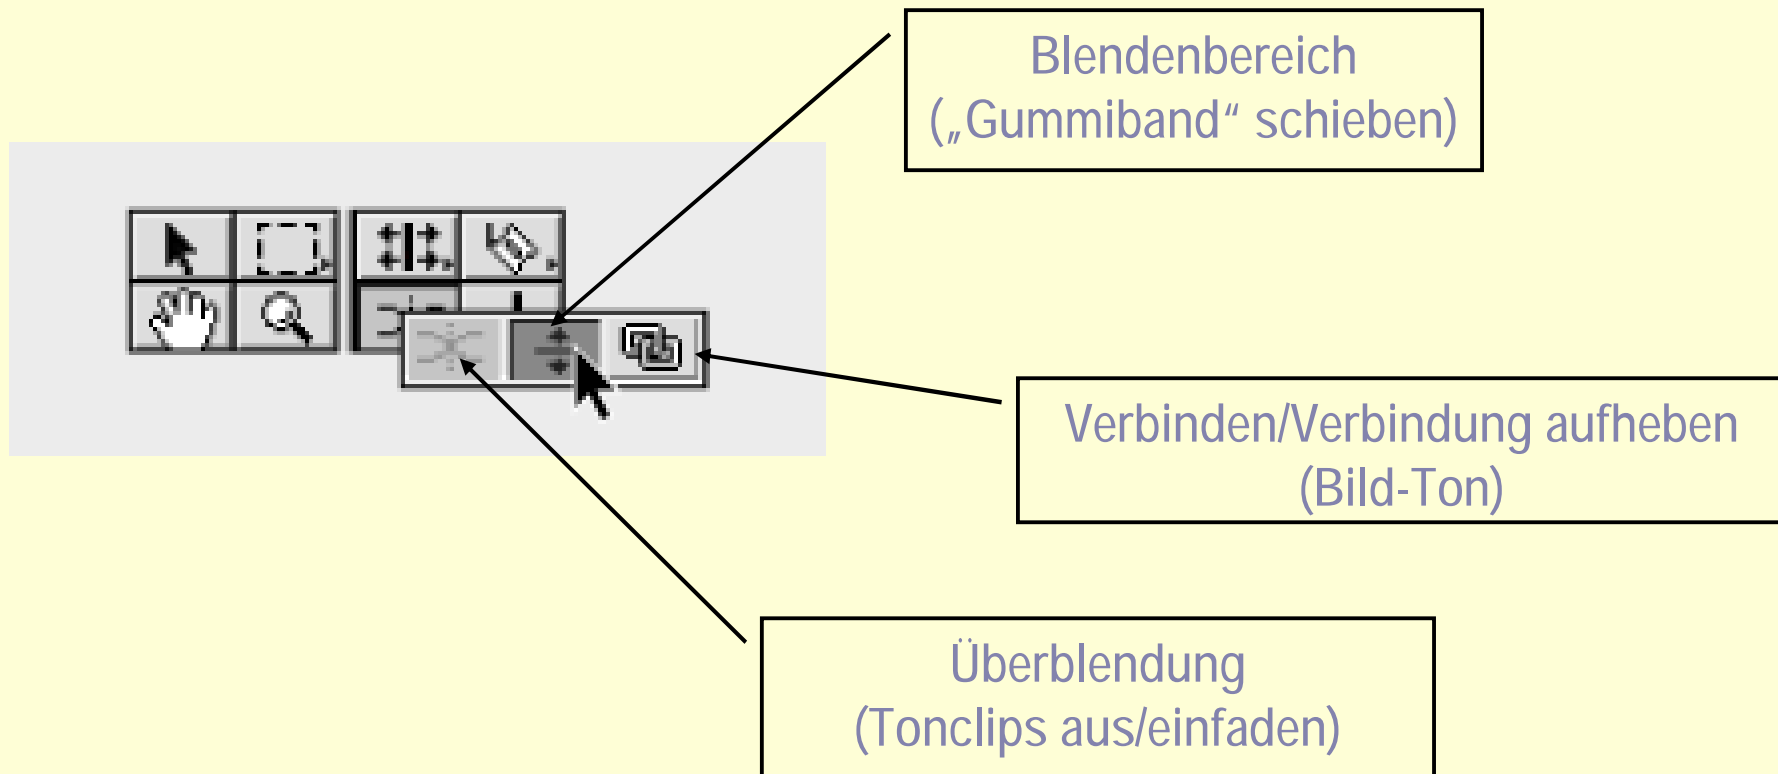 Blendenbereich
(„Gummiband“ schieben)
Verbinden/Verbindung aufheben
(Bild-Ton)
Überblendung
(Tonclips aus/einfaden)